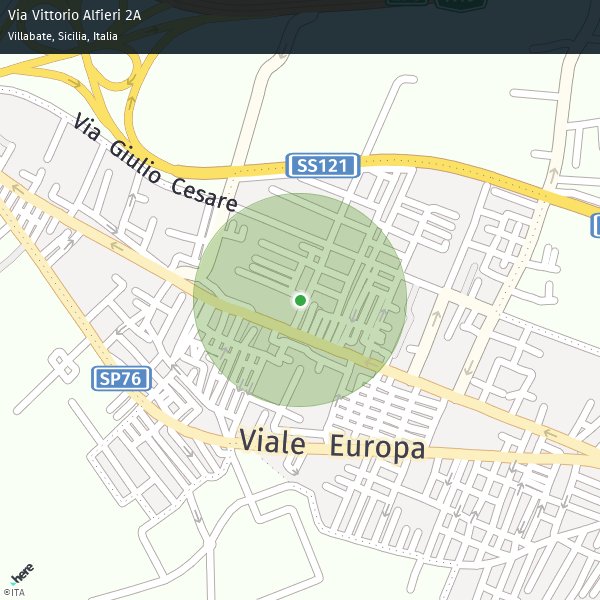 Via Vittorio Alfieri 2A
Villabate, Sicilia, Italia
SS121
Via Giulio Cesare
SP76
Viale Europa
here
©ITA